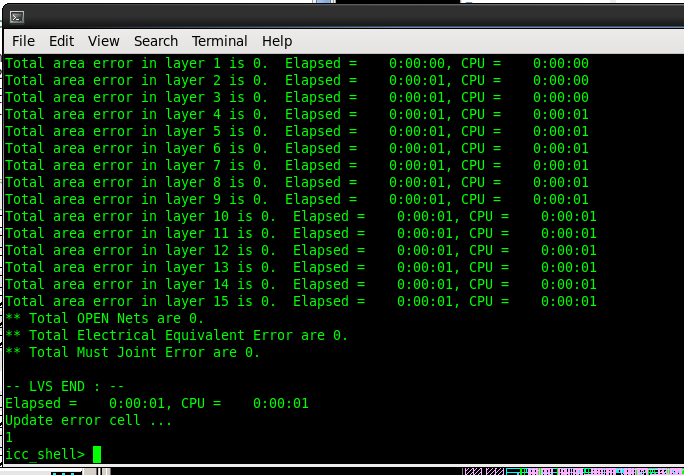 File Edit View Search Terminal Help
Total area error in layer 1 is 0.  Elapsed =    0:00:00, CPU =    0:00:00
Total area error in layer 2 is 0.  Elapsed =    0:00:01, CPU =    0:00:00
Total area error in layer 3 is 0.  Elapsed =    0:00:01, CPU =    0:00:00
Total area error in layer 4 is 0.  Elapsed =    0:00:01, CPU =    0:00:01
Total area error in layer 5 is 0.  Elapsed =    0:00:01, CPU =    0:00:01
Total area error in layer 6 is 0.  Elapsed =    0:00:01, CPU =    0:00:01
Total area error in layer 7 is 0.  Elapsed =    0:00:01, CPU =    0:00:01
Total area error in layer 8 is 0.  Elapsed =    0:00:01, CPU =    0:00:01
Total area error in layer 9 is 0.  Elapsed =    0:00:01, CPU =    0:00:01
Total area error in layer 10 is 0.  Elapsed =    0:00:01, CPU =    0:00:01
Total area error in layer 11 is 0.  Elapsed =    0:00:01, CPU =    0:00:01
Total area error in layer 12 is 0.  Elapsed =    0:00:01, CPU =    0:00:01
Total area error in layer 13 is 0.  Elapsed =    0:00:01, CPU =    0:00:01
Total area error in layer 14 is 0.  Elapsed =    0:00:01, CPU =    0:00:01
Total area error in layer 15 is 0.  Elapsed =    0:00:01, CPU =    0:00:01
** Total OPEN Nets are 0.
** Total Electrical Equivalent Error are 0.
** Total Must Joint Error are 0.
-- LVS END : --
Elapsed =    0:00:01, CPU =    0:00:01
Update error cell ...
1
icc_shell>